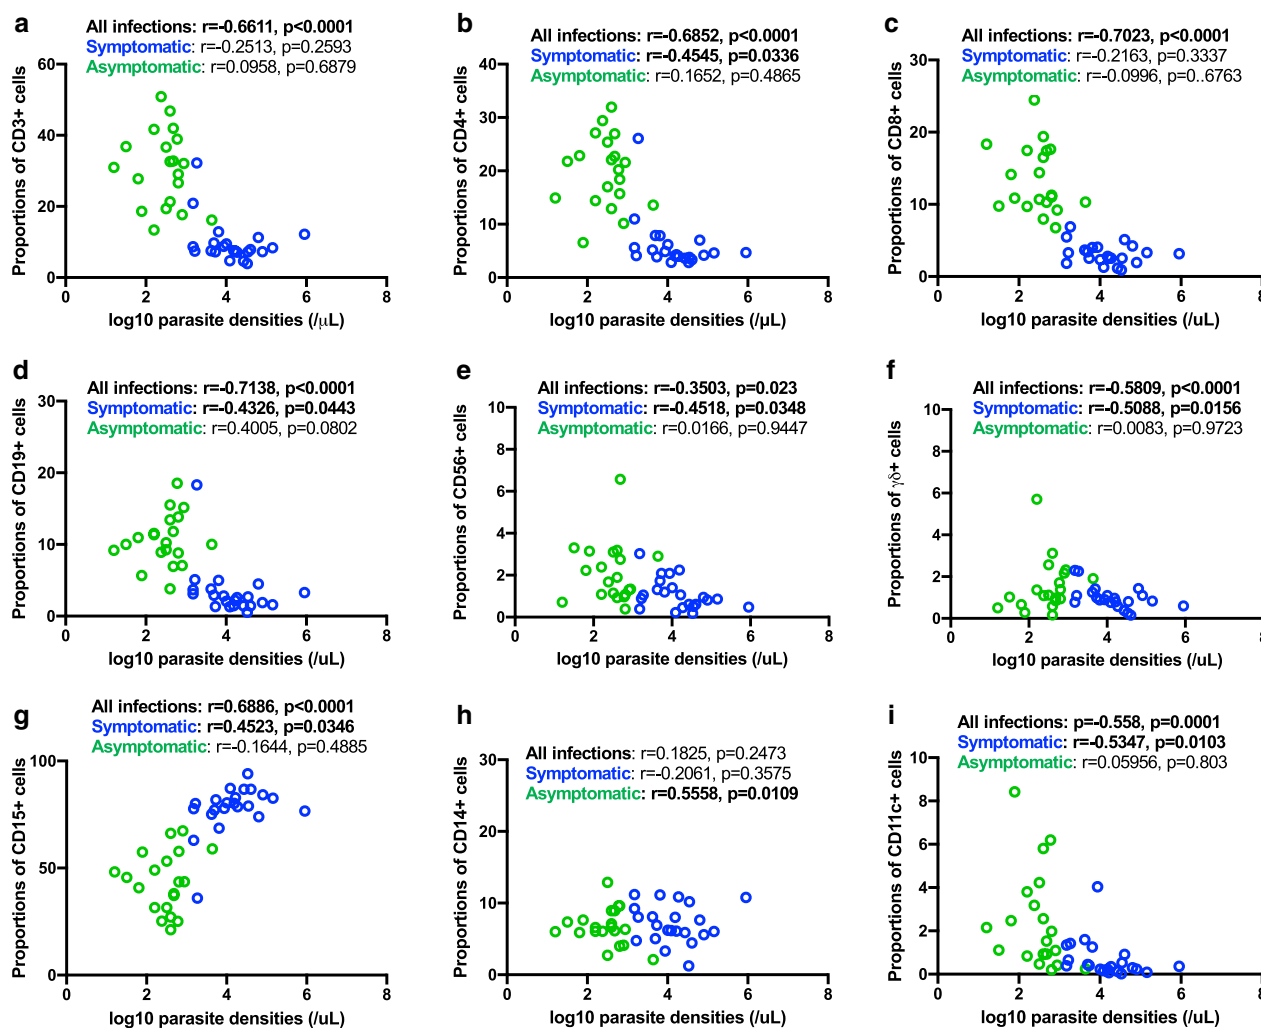 a
All infections: r=-0.6611, p<0.0001
Symptomatic: r=-0.2513, p=0.2593
Asymptomatic: r=0.0958, p=0.6879
Proportions of CD3+ cells
60
40
20
0
0 2 4 6 8
log10 parasite densities (/μL)
b
All infections: r=-0.6852, p<0.0001
Symptomatic: r=-0.4545, p=0.0336
Asymptomatic: r=0.1652, p=0.4865
Proportions of CD4+ cells
40
30
20
10
0
0 2 4 6 8
log10 parasite densities (/µL)
c
All infections: r=-0.7023, p<0.0001
Symptomatic: r=-0.2163, p=0.3337
Asymptomatic: r=-0.0996, p=0..6763
Proportions of CD8+ cells
30
20
10
0
0 2 4 6 8
log10 parasite densities (/uL)
d
All infections: r=-0.7138, p<0.0001
Symptomatic: r=-0.4326, p=0.0443
Asymptomatic: r=0.4005, p=0.0802
Proportions of CD19+ cells
30
20
10
0
0 2 4 6 8
log10 parasite densities (/uL)
e
All infections: r=-0.3503, p=0.023
Symptomatic: r=-0.4518, p=0.0348
Asymptomatic: r=0.0166, p=0.9447
Proportions of CD56+ cells
10
8
6
4
2
0
0 2 4 6 8
log10 parasite densities (/uL)
f
All infections: r=-0.5809, p<0.0001
Symptomatic: r=-0.5088, p=0.0156
Asymptomatic: r=0.0083, p=0.9723
Proportions of γδ+ cells
10
8
6
4
2
0
0 2 4 6 8
log10 parasite densities (/uL)
g
All infections: r=0.6886, p<0.0001
Symptomatic: r=0.4523, p=0.0346
Asymptomatic: r=-0.1644, p=0.4885
Proportions of CD15+ cells
100
50
0
0 2 4 6 8
log10 parasite densities (/uL)
h
All infections: r=0.1825, p=0.2473
Symptomatic: r=-0.2061, p=0.3575
Asymptomatic: r=0.5558, p=0.0109
Proportions of CD14+ cells
30
20
10
0
0 2 4 6 8
log10 parasite densities (/uL)
i
All infections: p=-0.558, p=0.0001
Symptomatic: r=-0.5347, p=0.0103
Asymptomatic: r=0.05956, p=0.803
Proportions of CD11c+ cells
10
8
6
4
2
0
0 2 4 6 8
log10 parasite densities (/uL)